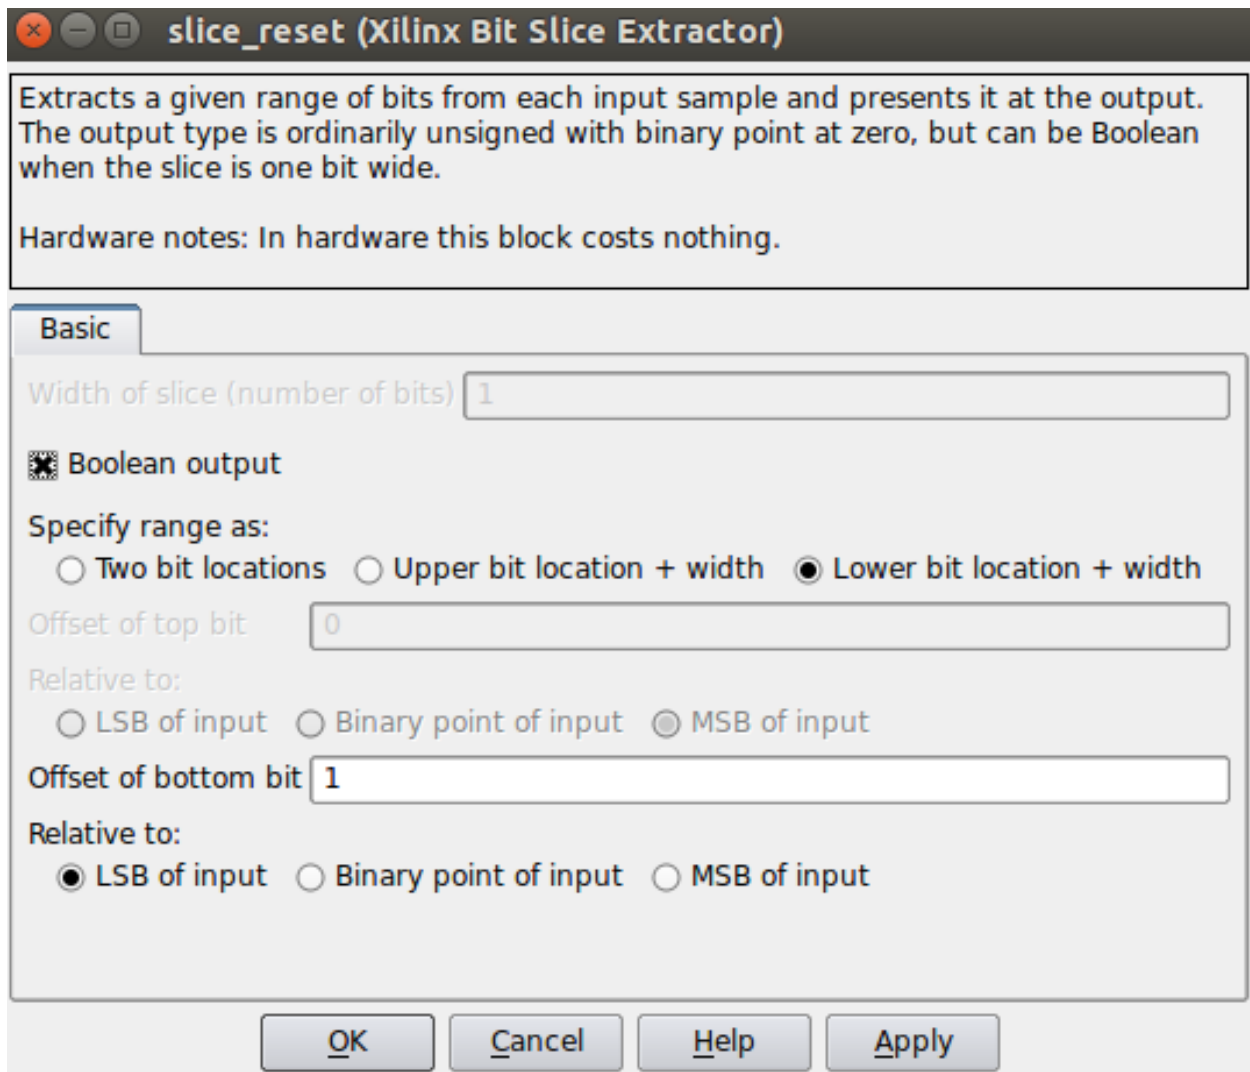 slice_reset (Xilinx Bit Slice Extractor)
Extracts a given range of bits from each input sample and presents it at the output.
The output type is ordinarily unsigned with binary point at zero, but can be Boolean
when the slice is one bit wide.
Hardware notes: In hardware this block costs nothing.
Basic
Width of slice (number of bits) 1
Boolean output
Specify range as:
Two bit locations Upper bit location + width Lower bit location + width
Offset of top bit 0
Relative to:
LSB of input Binary point of input MSB of input
Offset of bottom bit 1
Relative to:
LSB of input Binary point of input MSB of input
OK Cancel Help Apply